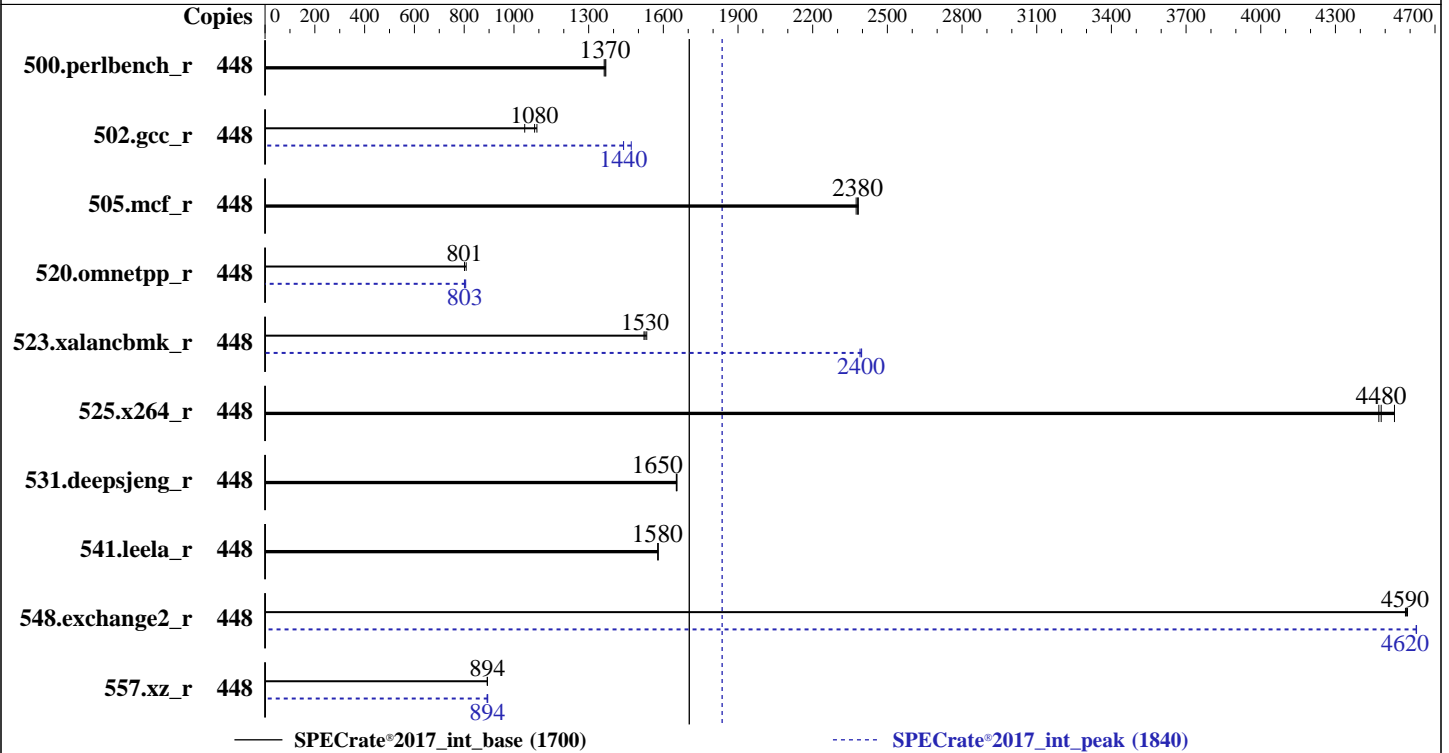 Copies 0 200 400 600 800 1000 1300 1600 1900 2200 2500 2800 3100 3400 3700 4000 4300 4700
1370
500.perlbench_r 448
1080
502.gcc_r 448
1440
2380
505.mcf_r 448
801
520.omnetpp_r 448
803
1530
523.xalancbmk_r 448
2400
4480
525.x264_r 448
1650
531.deepsjeng_r 448
1580
541.leela_r 448
4590
548.exchange2_r 448
4620
894
557.xz_r 448
894
SPECrate®2017_int_base (1700) SPECrate®2017_int_peak (1840)